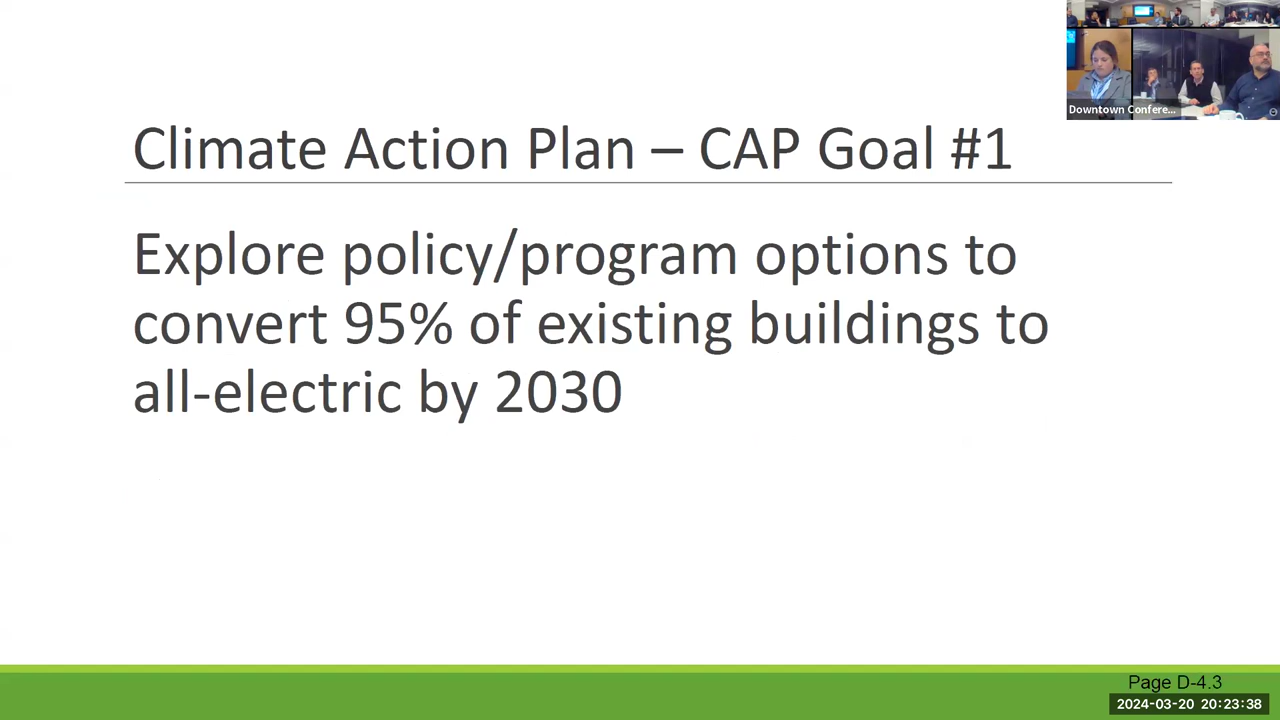 Downtown Confere...
Climate Action Plan – CAP Goal #1
Explore policy/program options to
convert 95% of existing buildings to
all-electric by 2030
Page D-4.3
2024-03-20 20:23:38